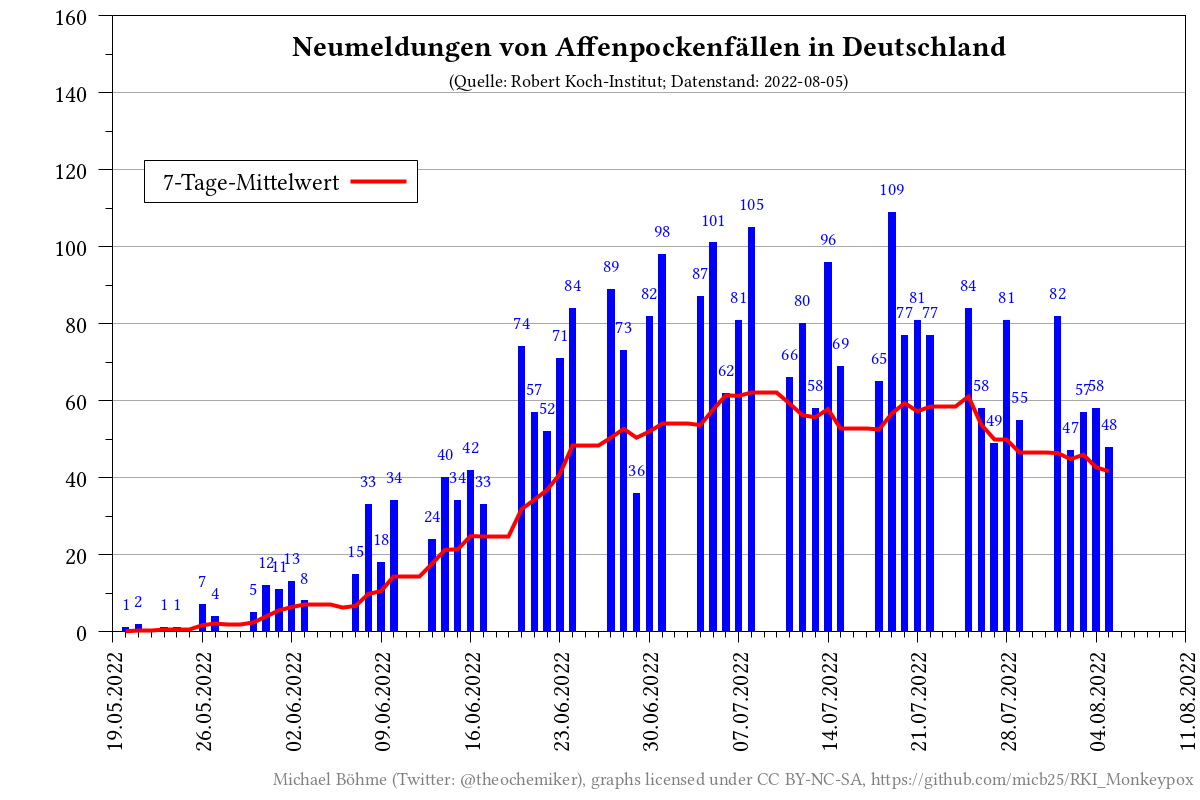 Neumeldungen von Affenpockenfällen in Deutschland
(Quelle: Robert Koch-Institut; Datenstand: 2022-08-05)
7-Tage-Mittelwert
160
140
120
100
80
60
40
20
0
1 2 1 1 7 4 5 12 11 13 8 15 33 18 34 24 40 34 42 33 74 57 52 71 84 89 73 36 82 98 87 101 62 81 105 66 80 58 96 69 65 109 77 81 77 84 58 49 81 55 82 47 57 58 48
19.05.2022 26.05.2022 02.06.2022 09.06.2022 16.06.2022 23.06.2022 30.06.2022 07.07.2022 14.07.2022 21.07.2022 28.07.2022 04.08.2022 11.08.2022
Michael Böhme (Twitter: @theochemiker), graphs licensed under CC BY-NC-SA, https://github.com/micb25/RKI_Monkeypox